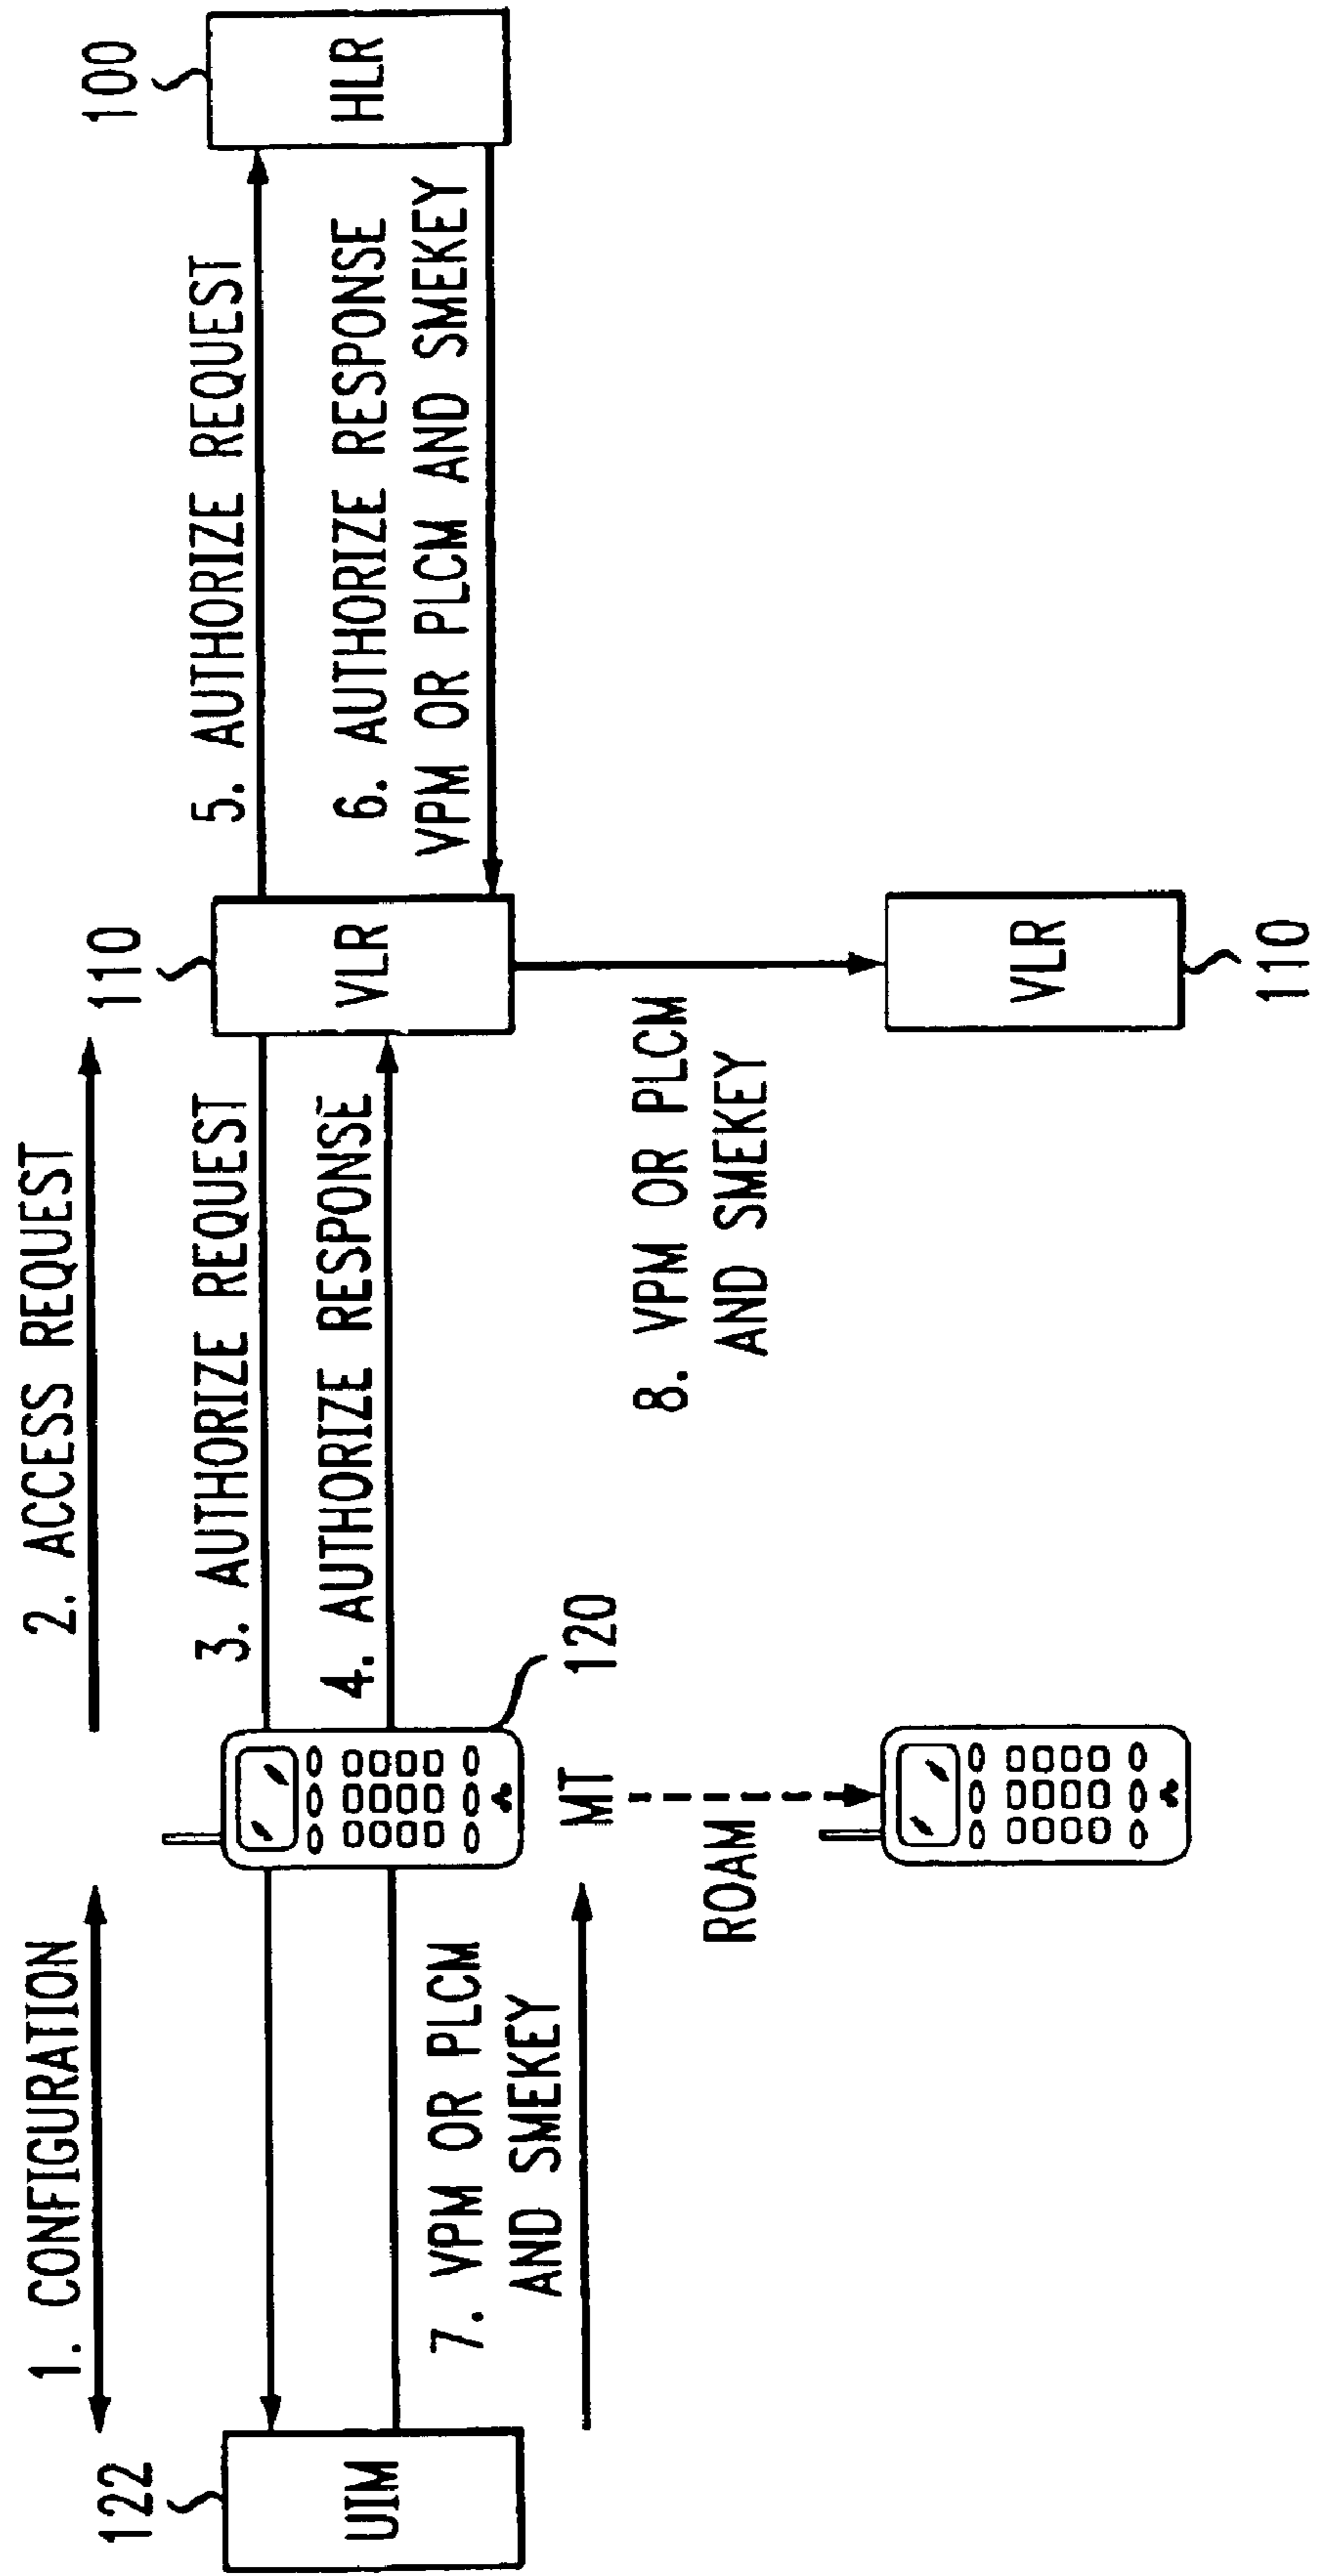 1. CONFIGURATION
2. ACCESS REQUEST
122
UIM
3. AUTHORIZE REQUEST
4. AUTHORIZE RESPONSE
110
VLR
5. AUTHORIZE REQUEST
6. AUTHORIZE RESPONSE
VPM OR PLCM AND SMEKEY
100
HLR
7. VPM OR PLCM
AND SMEKEY
120
MT
ROAM
8. VPM OR PLCM
AND SMEKEY
VLR
110